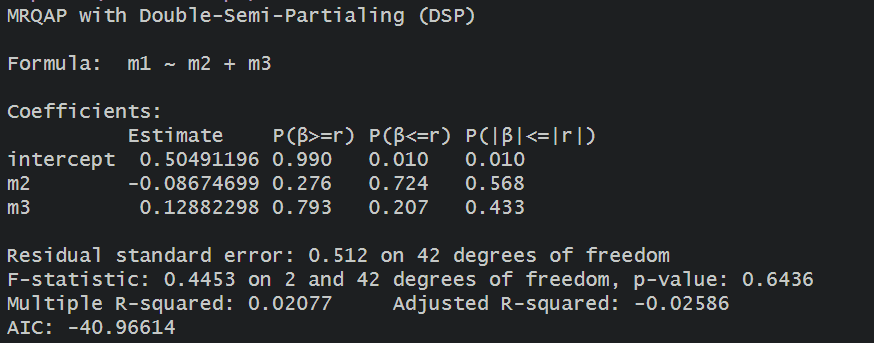 MRQAP with Double-Semi-Partialing (DSP)
Formula:  m1 ~ m2 + m3
Coefficients:
          Estimate    P(β>=r) P(β<=r) P(|β|<=|r|)
intercept  0.50491196 0.990   0.010   0.010
m2        -0.08674699 0.276   0.724   0.568
m3         0.12882298 0.793   0.207   0.433
Residual standard error: 0.512 on 42 degrees of freedom
F-statistic: 0.4453 on 2 and 42 degrees of freedom, p-value: 0.6436
Multiple R-squared: 0.02077     Adjusted R-squared: -0.02586
AIC: -40.96614